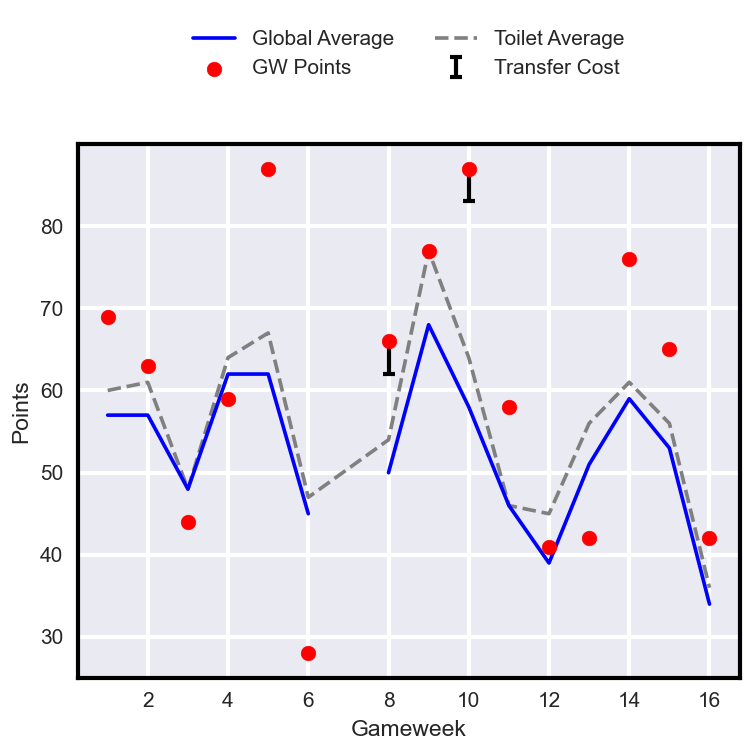 Global Average
Toilet Average
GW Points
Transfer Cost
80
70
60
50
40
30
Points
2 4 6 8 10 12 14 16
Gameweek